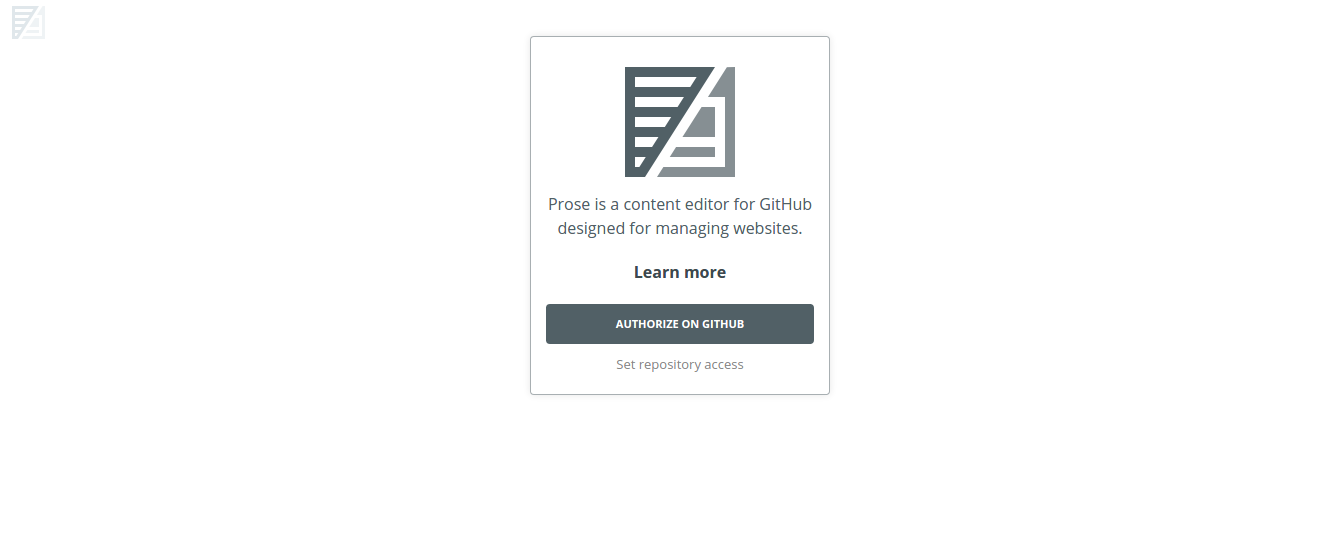 Prose is a content editor for GitHub
designed for managing websites.
Learn more
AUTHORIZE ON GITHUB
Set repository access